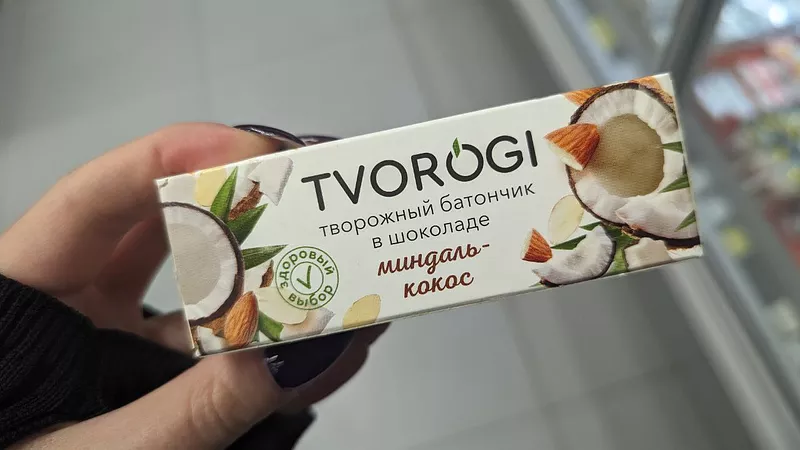 TVOROGI
творожный батончик
в шоколаде
миндаль-
кокос
здоровый
выбор